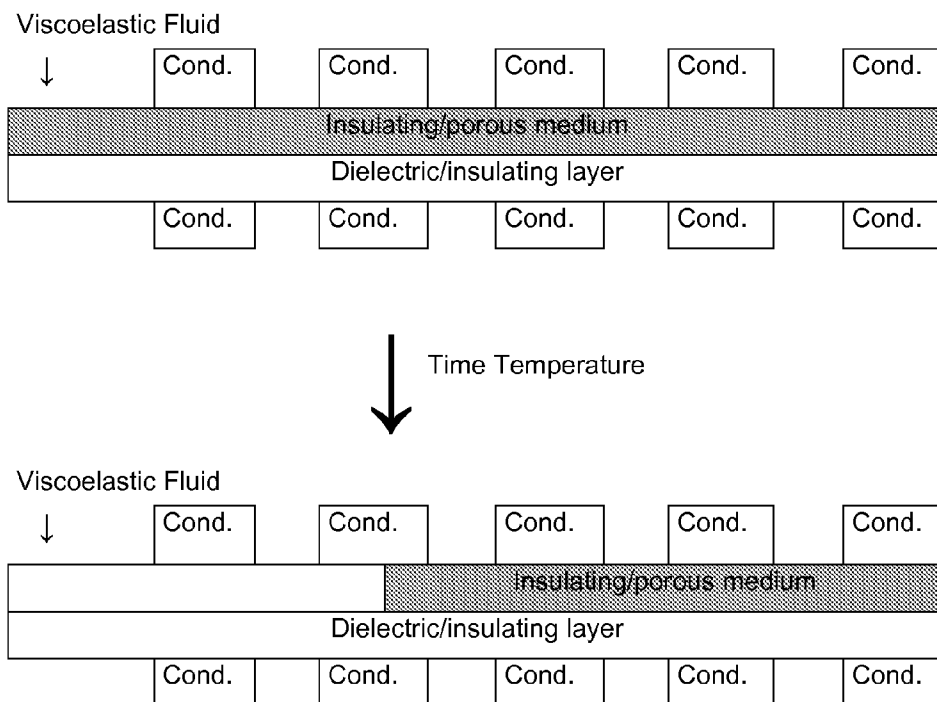 Viscoelastic Fluid
↓
Cond. Cond. Cond. Cond. Cond.
Insulating/porous medium
Dielectric/insulating layer
Cond. Cond. Cond. Cond. Cond.
Time Temperature
Viscoelastic Fluid
↓
Cond. Cond. Cond. Cond. Cond.
Insulating/porous medium
Dielectric/insulating layer
Cond. Cond. Cond. Cond. Cond.